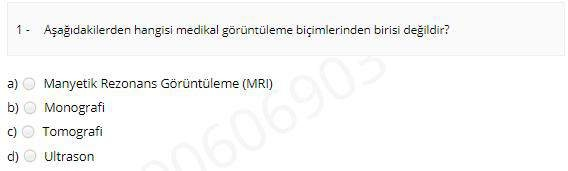 1 - Aşağıdakilerden hangisi medikal görüntüleme biçimlerinden birisi değildir?
a) Manyetik Rezonans Görüntüleme (MRI)
b) Monografi
c) Tomografi
d) Ultrason